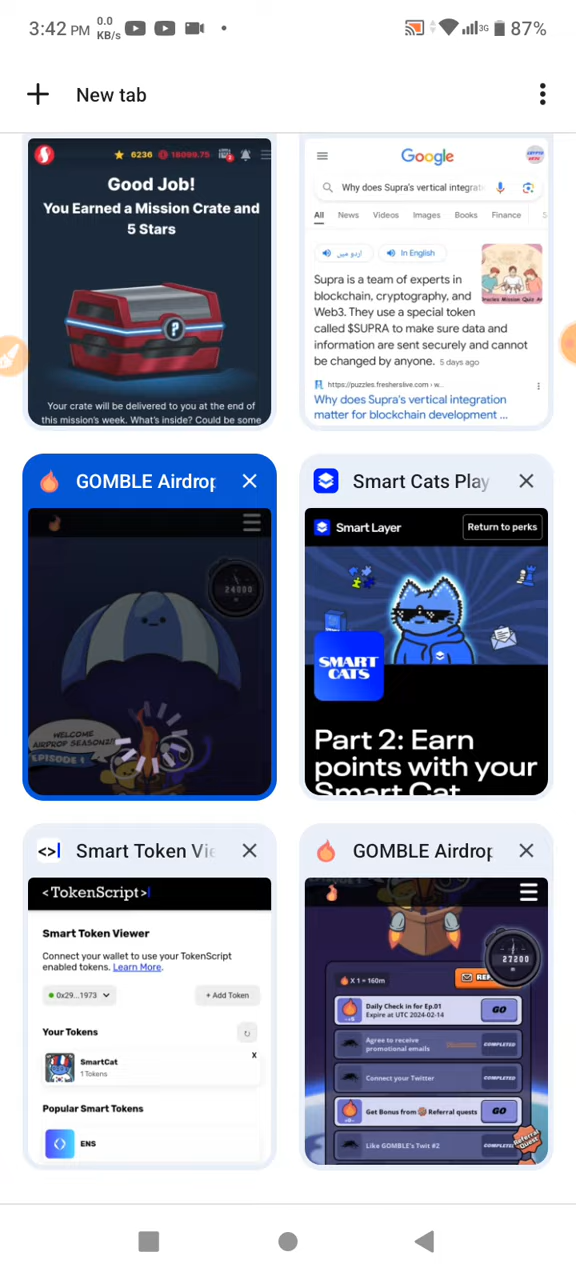 3:42 PM
0.0
KB/s
3G
87%
New tab
6236
18098.75
Good Job!
You Earned a Mission Crate and
5 Stars
?
Your crate will be delivered to you at the end of
this mission's week. What's inside? Could be some
Google
Why does Supra's vertical integrat
All News Videos Images Books Finance
اردو میں
In English
Supra is a team of experts in
blockchain, cryptography, and
Web3. They use a special token
called $SUPRA to make sure data and
information are sent securely and cannot
be changed by anyone. 5 days ago
https://puzzles.fresherslive.com › w...
Why does Supra's vertical integration
matter for blockchain development ...
GOMBLE Airdrop
24000
WELCOME
AIRDROP SEASON2!
EPISODE 1
Smart Cats Play
Smart Layer
Return to perks
SMART
CATS
Part 2: Earn
points with your
Smart Cat
<>| Smart Token Vie
<TokenScript>
Smart Token Viewer
Connect your wallet to use your TokenScript
enabled tokens. Learn More.
0x29...1973
+ Add Token
Your Tokens
SmartCat
1 Tokens
X
Popular Smart Tokens
ENS
GOMBLE Airdrop
27200
X 1 = 160m
Daily Check in for Ep.01
Expire at UTC 2024-02-14
GO
Agree to receive
promotional emails
COMPLETED
Connect your Twitter
COMPLETED
Get Bonus from Referral quests
GO
Like GOMBLE's Twit #2
Referral
Quest